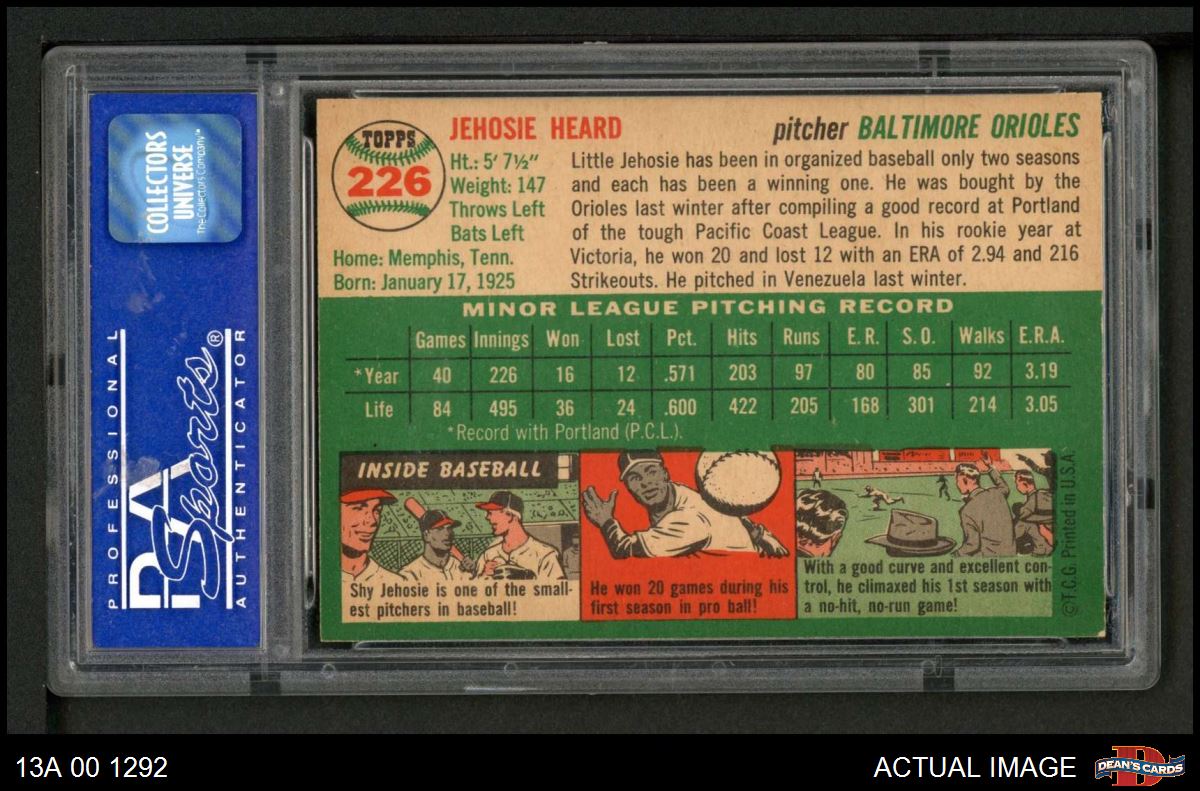 COLLECTORS
UNIVERSE
The Collectors Company™
PROFESSIONAL
PSA
Sports®
AUTHENTICATOR
TOPPS
226
JEHOSIE HEARD
Ht.: 5' 7½"
Weight: 147
Throws Left
Bats Left
Home: Memphis, Tenn.
Born: January 17, 1925
pitcher BALTIMORE ORIOLES
Little Jehosie has been in organized baseball only two seasons
and each has been a winning one. He was bought by the
Orioles last winter after compiling a good record at Portland
of the tough Pacific Coast League. In his rookie year at
Victoria, he won 20 and lost 12 with an ERA of 2.94 and 216
Strikeouts. He pitched in Venezuela last winter.
MINOR LEAGUE PITCHING RECORD
Games Innings Won Lost Pct. Hits Runs E.R. S.O. Walks E.R.A.
*Year 40 226 16 12 .571 203 97 80 85 92 3.19
Life 84 495 36 24 .600 422 205 168 301 214 3.05
*Record with Portland (P.C.L.).
INSIDE BASEBALL
Shy Jehosie is one of the small-
est pitchers in baseball!
He won 20 games during his
first season in pro ball!
With a good curve and excellent con-
trol, he climaxed his 1st season with
a no-hit, no-run game!
©T.C.G. Printed in U.S.A.
13A 00 1292
ACTUAL IMAGE
D
DEAN'S CARDS